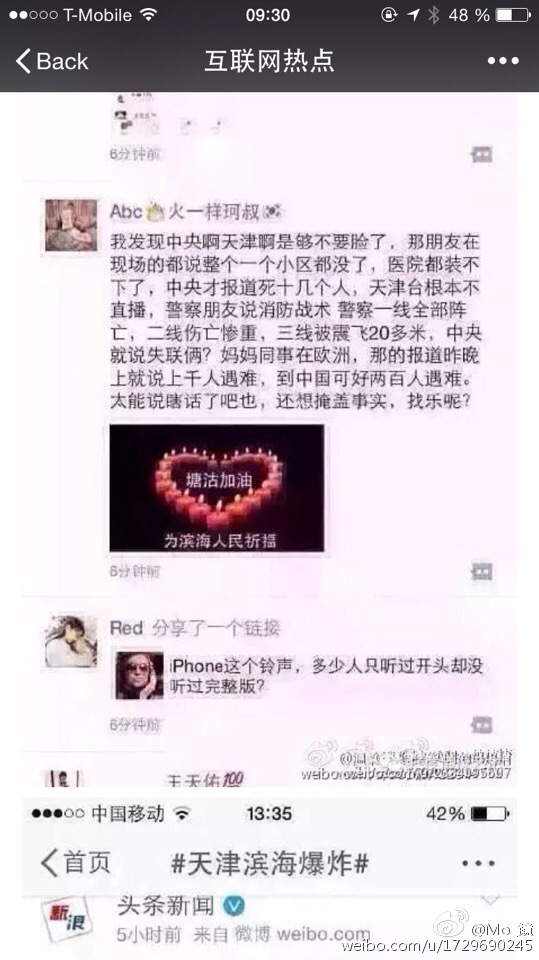 T-Mobile 09:30 48 %
Back 互联网热点
6分钟前
Abc 火一样珂叔
我发现中央啊天津啊是够不要脸了，那朋友在
现场的都说整个一个小区都没了，医院都装不
下了，中央才报道死十几个人，天津台根本不
直播，警察朋友说消防战术 警察一线全部阵
亡，二线伤亡惨重，三线被震飞20多米，中央
就说失联俩？妈妈同事在欧洲，那的报道昨晚
上就说上千人遇难，到中国可好两百人遇难。
太能说瞎话了吧也，还想掩盖事实，找乐呢？
塘沽加油
为滨海人民祈福
6分钟前
Red 分享了一个链接
iPhone这个铃声，多少人只听过开头却没
听过完整版？
6分钟前
王天佑
中国移动 13:35 42%
首页 #天津滨海爆炸#
新浪
头条新闻
5小时前 来自 微博 weibo.com
weibo.com/u/1729690245